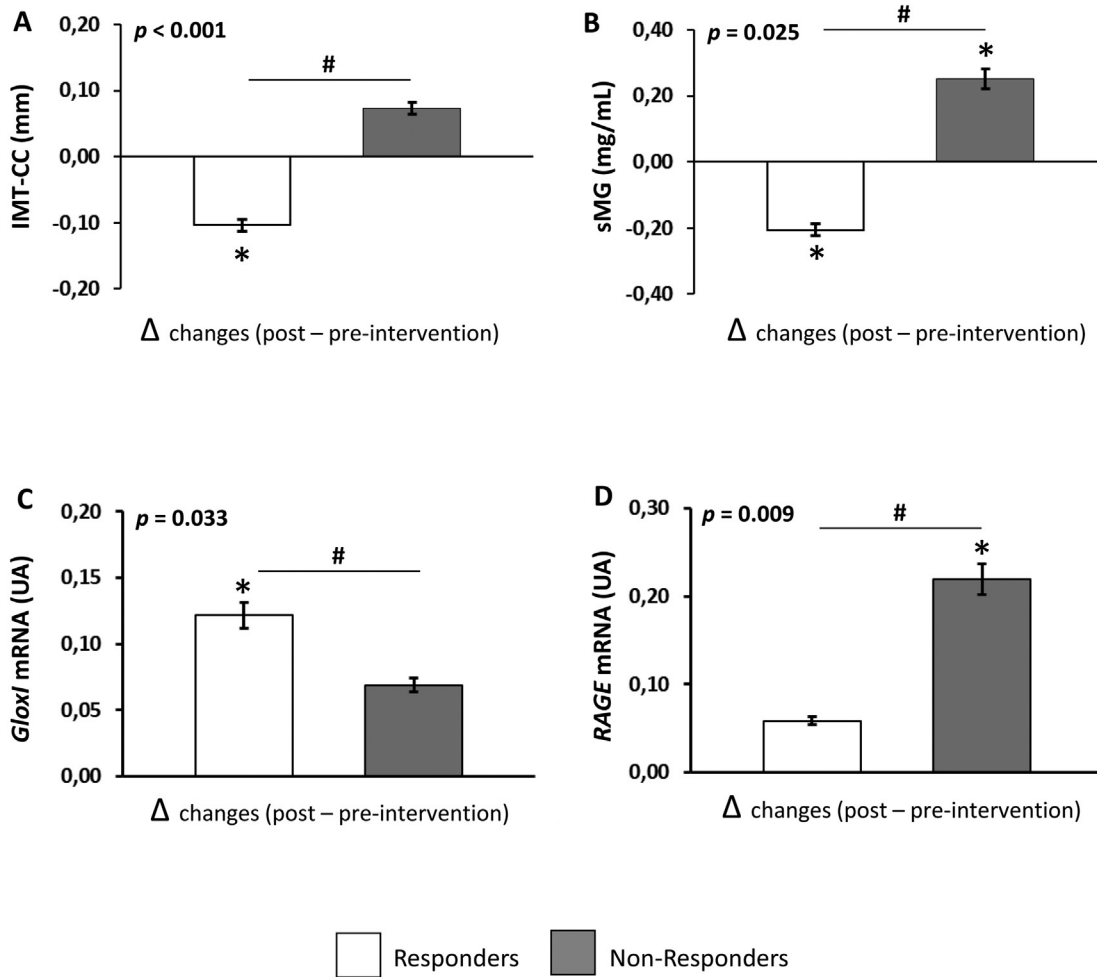 A
p < 0.001
#
IMT-CC (mm)
0,20
0,10
0,00
-0,10
-0,20
*
Δ changes (post – pre-intervention)
B
p = 0.025
#
*
sMG (mg/mL)
0,40
0,20
0,00
-0,20
-0,40
*
Δ changes (post – pre-intervention)
C
p = 0.033
#
*
GloxI mRNA (UA)
0,20
0,15
0,10
0,05
0,00
Δ changes (post – pre-intervention)
D
p = 0.009
#
*
RAGE mRNA (UA)
0,30
0,20
0,10
0,00
Δ changes (post – pre-intervention)
Responders
Non-Responders